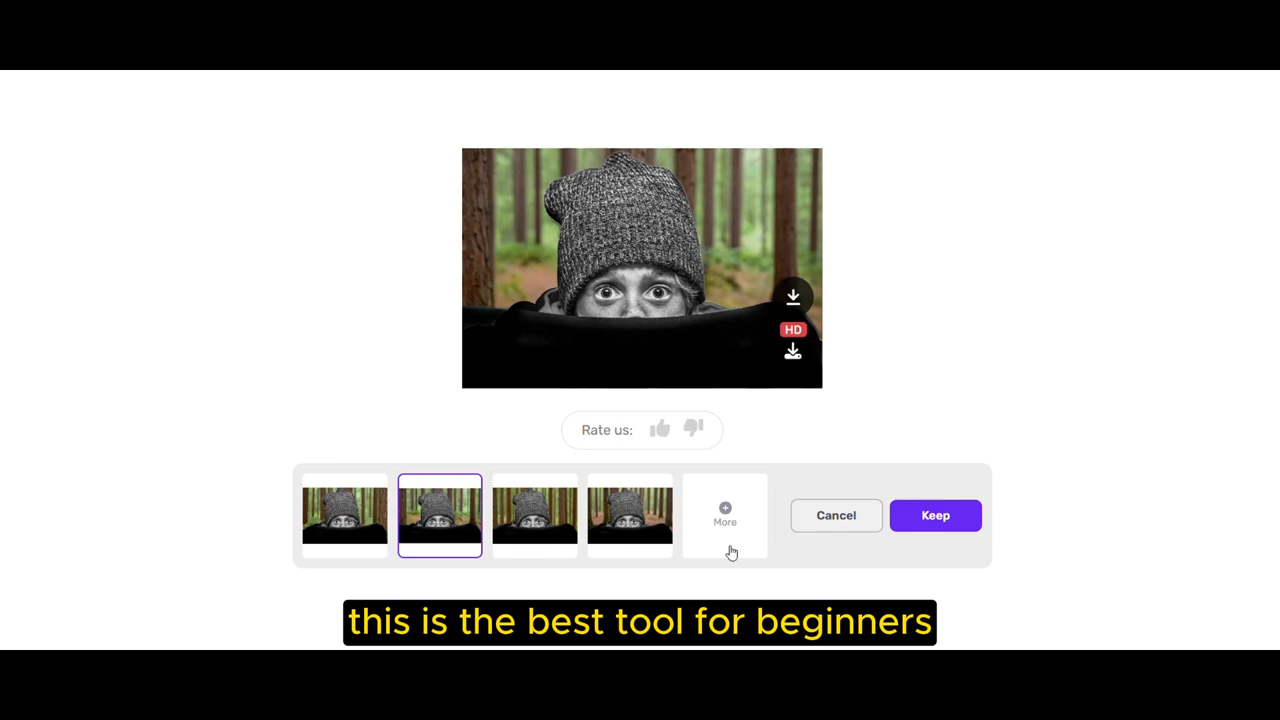 HD
Rate us:
More
Cancel
Keep
this is the best tool for beginners